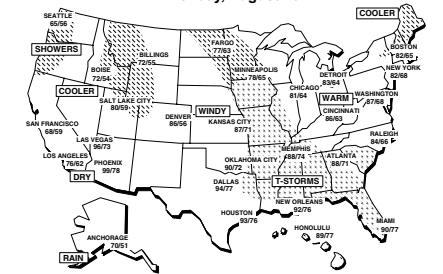 COOLER
SEATTLE
65/56
SHOWERS
BILLINGS
72/55
FARGO
77/63
BOSTON
82/65
BOISE
72/54
MINNEAPOLIS
78/65
NEW YORK
82/68
DETROIT
83/64
COOLER
CHICAGO
81/64
SALT LAKE CITY
80/59
WARM
WASHINGTON
87/68
DENVER
86/56
WINDY
CINCINNATI
86/63
KANSAS CITY
87/71
SAN FRANCISCO
68/59
RALEIGH
84/66
LAS VEGAS
96/73
MEMPHIS
88/74
LOS ANGELES
76/62
PHOENIX
99/78
OKLAHOMA CITY
90/72
ATLANTA
88/71
DRY
DALLAS
94/77
T-STORMS
NEW ORLEANS
92/76
HOUSTON
93/76
MIAMI
90/77
HONOLULU
89/77
ANCHORAGE
70/51
RAIN